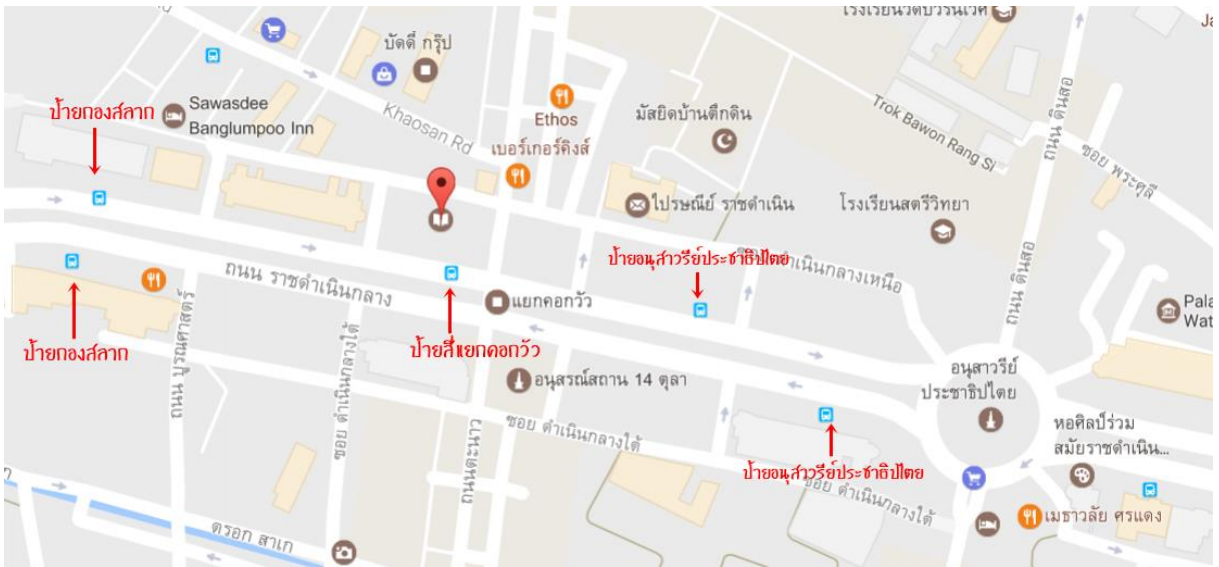 โรงเรียนวัดบวรนิเวศ
บัดดี้ กรุ๊ป
ป้ายกองสลาก
Sawasdee
Banglumpoo Inn
Khaosan Rd
Ethos
เบอร์เกอร์คิงส์
มัสยิดบ้านตึกดิน
Trok Bawon Rang Si
ถนน ดินสอ
ซอย พระศุลี
ไปรษณีย์ ราชดำเนิน
โรงเรียนสตรีวิทยา
ป้ายอนุสาวรีย์ประชาธิปไตย
ถนน ราชดำเนินกลาง
แยกคอกวัว
ถนน ดินสอ
Pala
Wat
ป้ายกองสลาก
ป้ายสี่แยกคอกวัว
ถนน บูรณศาสตร์
ซอย ดำเนินกลางใต้
อนุสรณ์สถาน 14 ตุลา
อนุสาวรีย์
ประชาธิปไตย
ถนนตะนาว
ซอย ดำเนินกลางใต้
หอศิลป์ร่วม
สมัยราชดำเนิน...
ป้ายอนุสาวรีย์ประชาธิปไตย
ซอย ดำเนินกลางใต้
เมธาวลัย ศรแดง
ตรอก สาเก